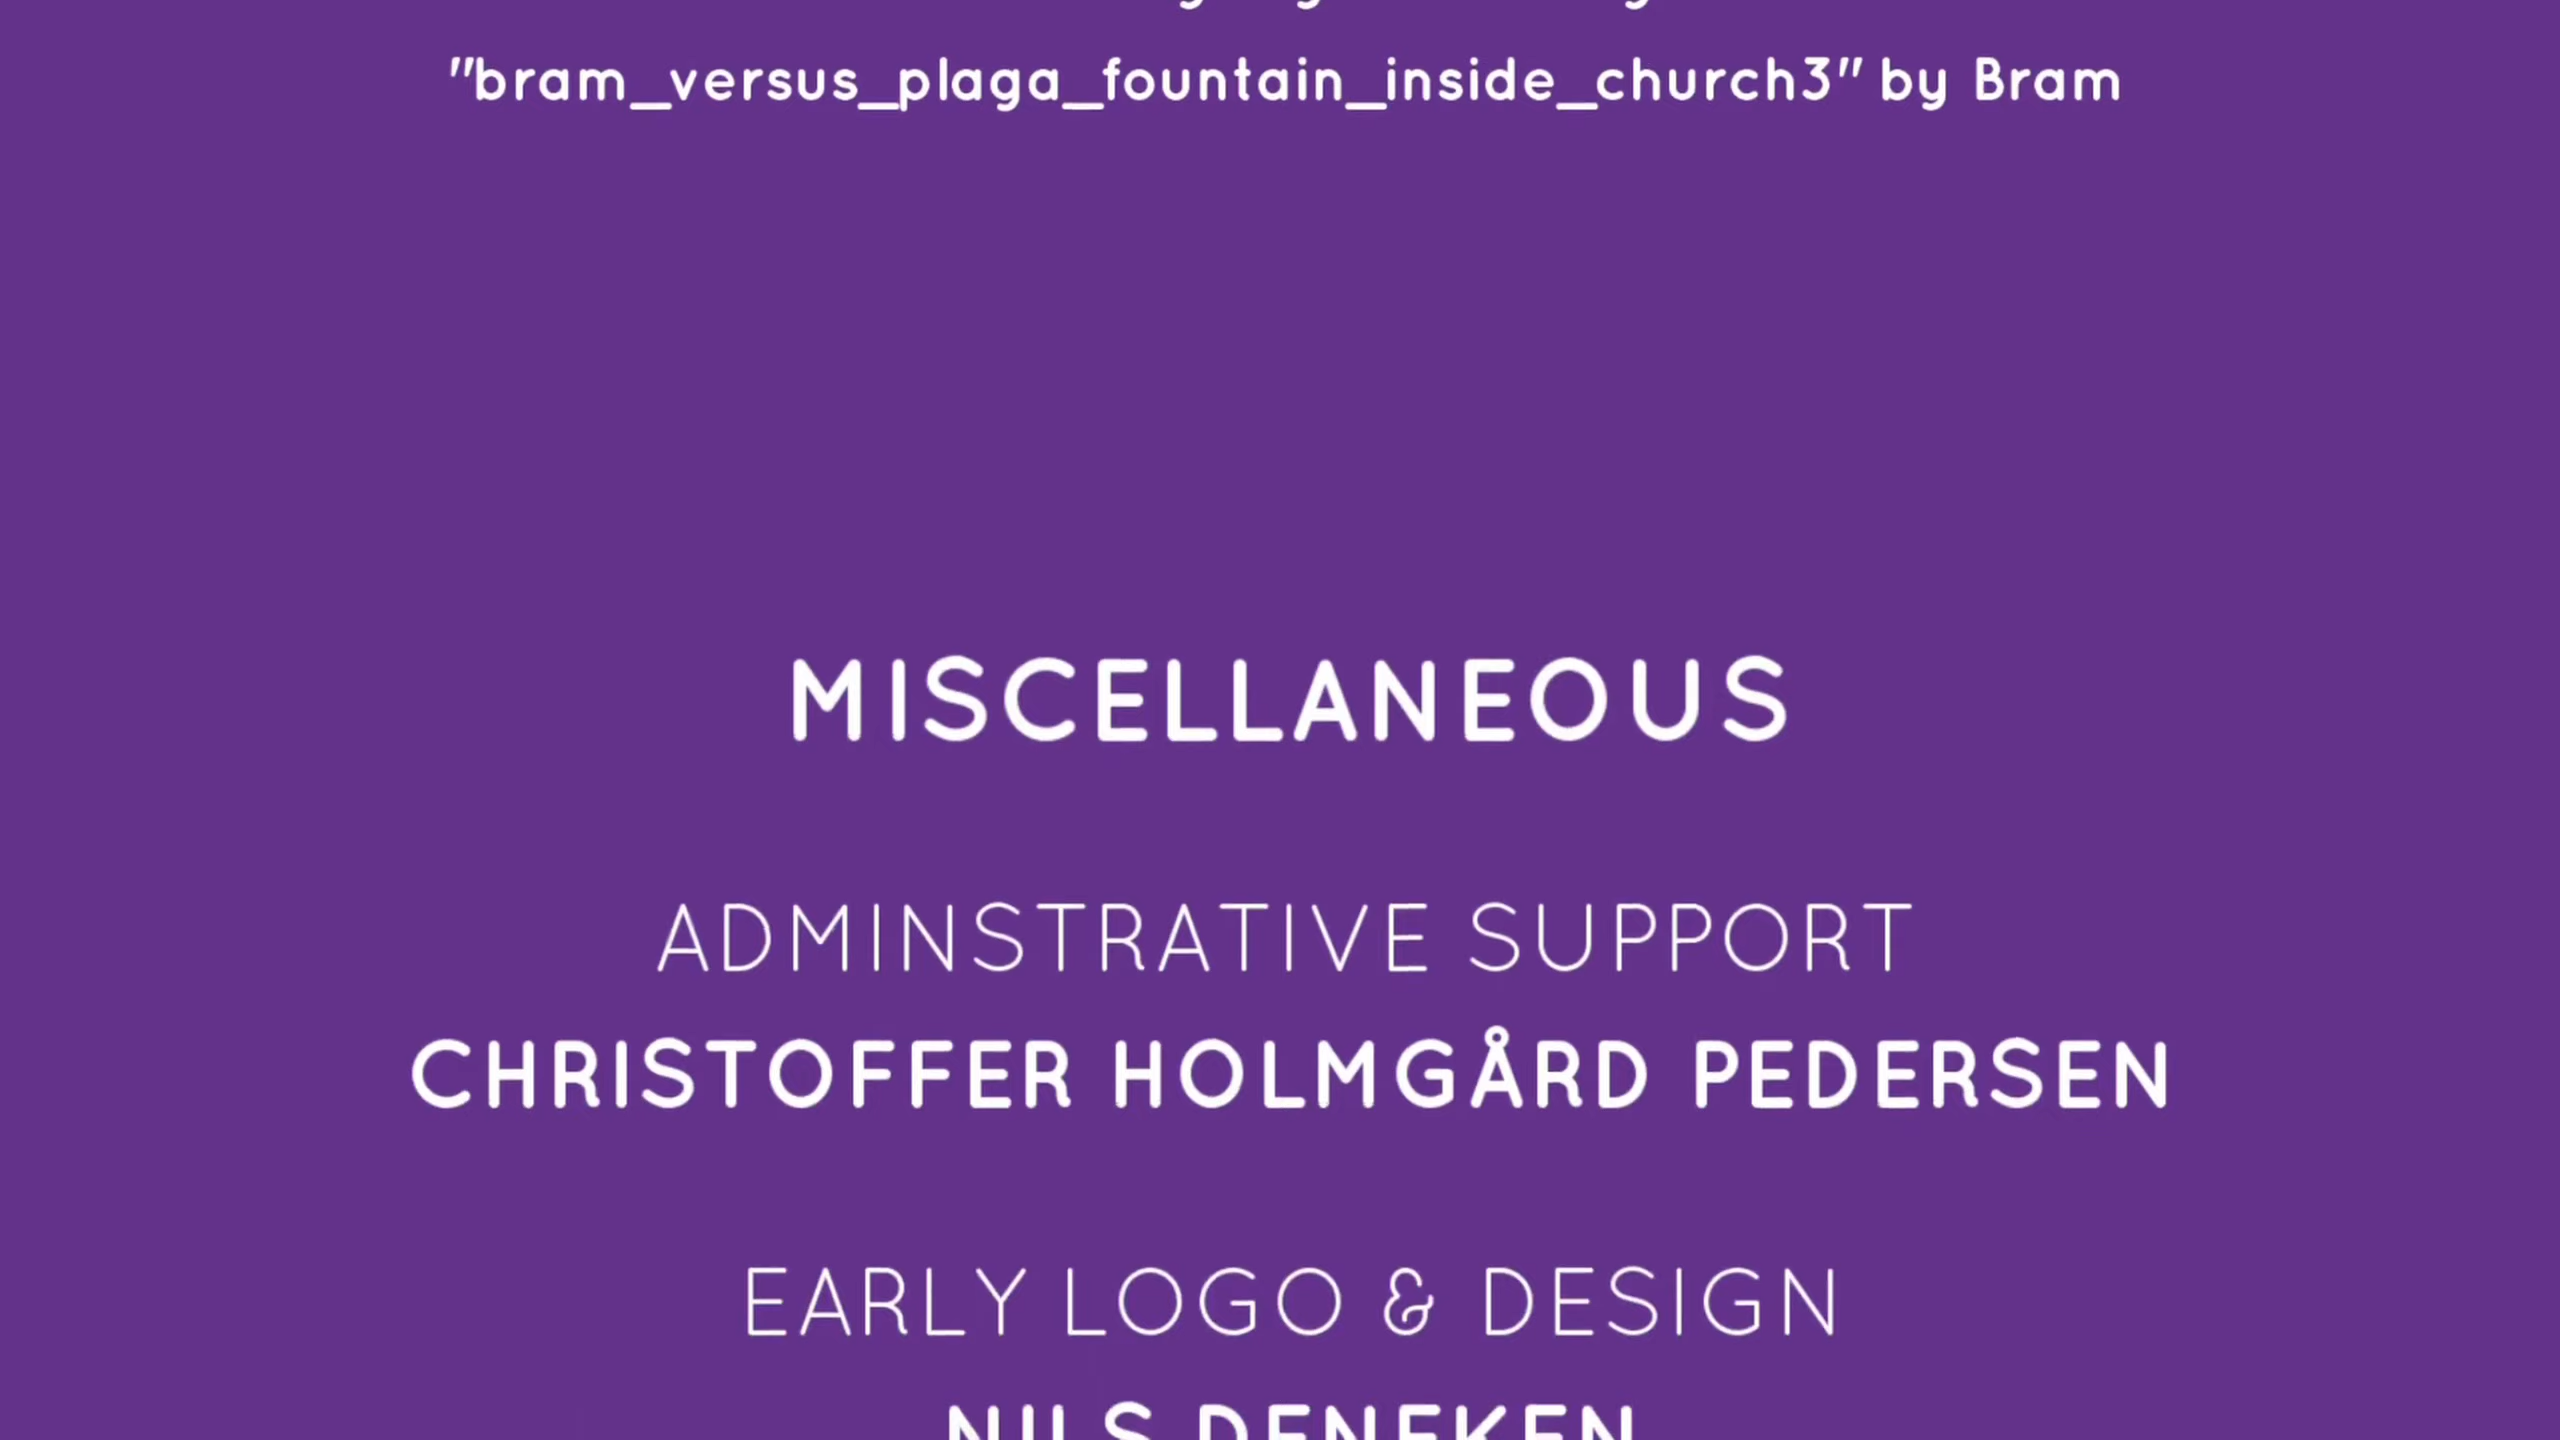 "bram_versus_plaga_fountain_inside_church3" by Bram
MISCELLANEOUS
ADMINSTRATIVE SUPPORT
CHRISTOFFER HOLMGÅRD PEDERSEN
EARLY LOGO & DESIGN
NILS DENEKEN